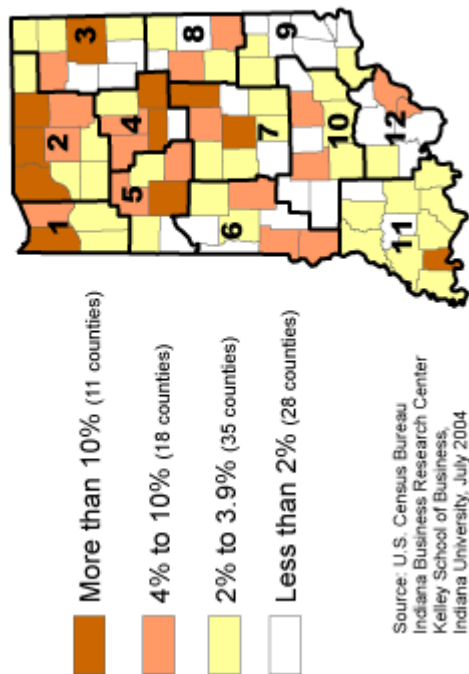 More than 10% (11 counties)
4% to 10% (18 counties)
2% to 3.9% (35 counties)
Less than 2% (28 counties)
Source: U.S. Census Bureau
Indiana Business Research Center
Kelley School of Business,
Indiana University, July 2004
1
2
3
4
5
6
7
8
9
10
11
12